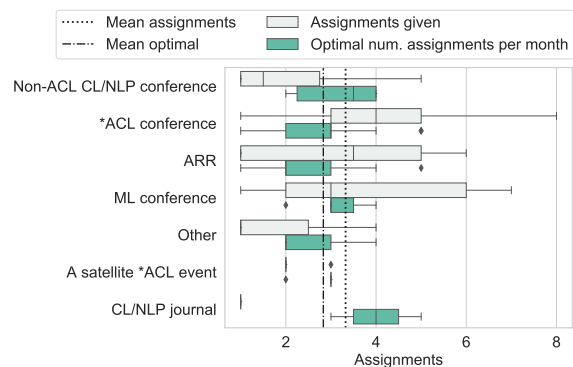 Mean assignments
Assignments given
Mean optimal
Optimal num. assignments per month
Non-ACL CL/NLP conference
*ACL conference
ARR
ML conference
Other
A satellite *ACL event
CL/NLP journal
2 4 6 8
Assignments